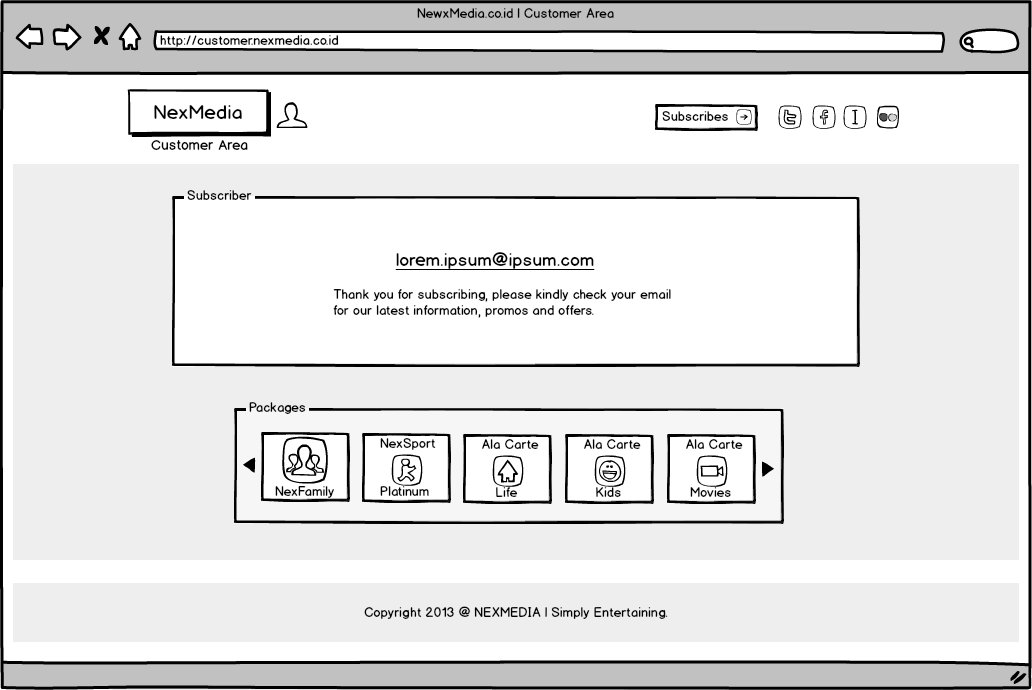 NewxMedia.co.id | Customer Area
http://customer.nexmedia.co.id
NexMedia
Customer Area
Subscribes
Subscriber
lorem.ipsum@ipsum.com
Thank you for subscribing, please kindly check your email
for our latest information, promos and offers.
Packages
NexFamily
NexSport
Platinum
Ala Carte
Life
Ala Carte
Kids
Ala Carte
Movies
Copyright 2013 @ NEXMEDIA | Simply Entertaining.